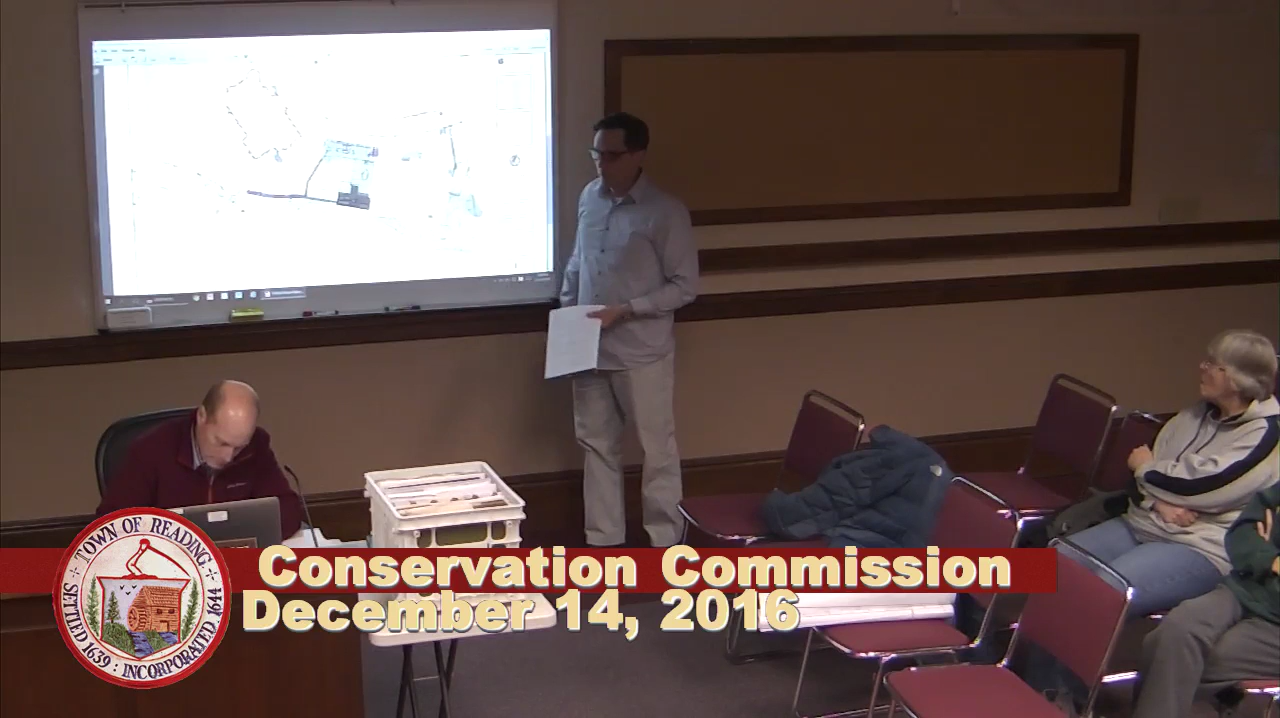 Conservation Commission
December 14, 2016
TOWN OF READING
SETTLED 1639 : INCORPORATED 1644